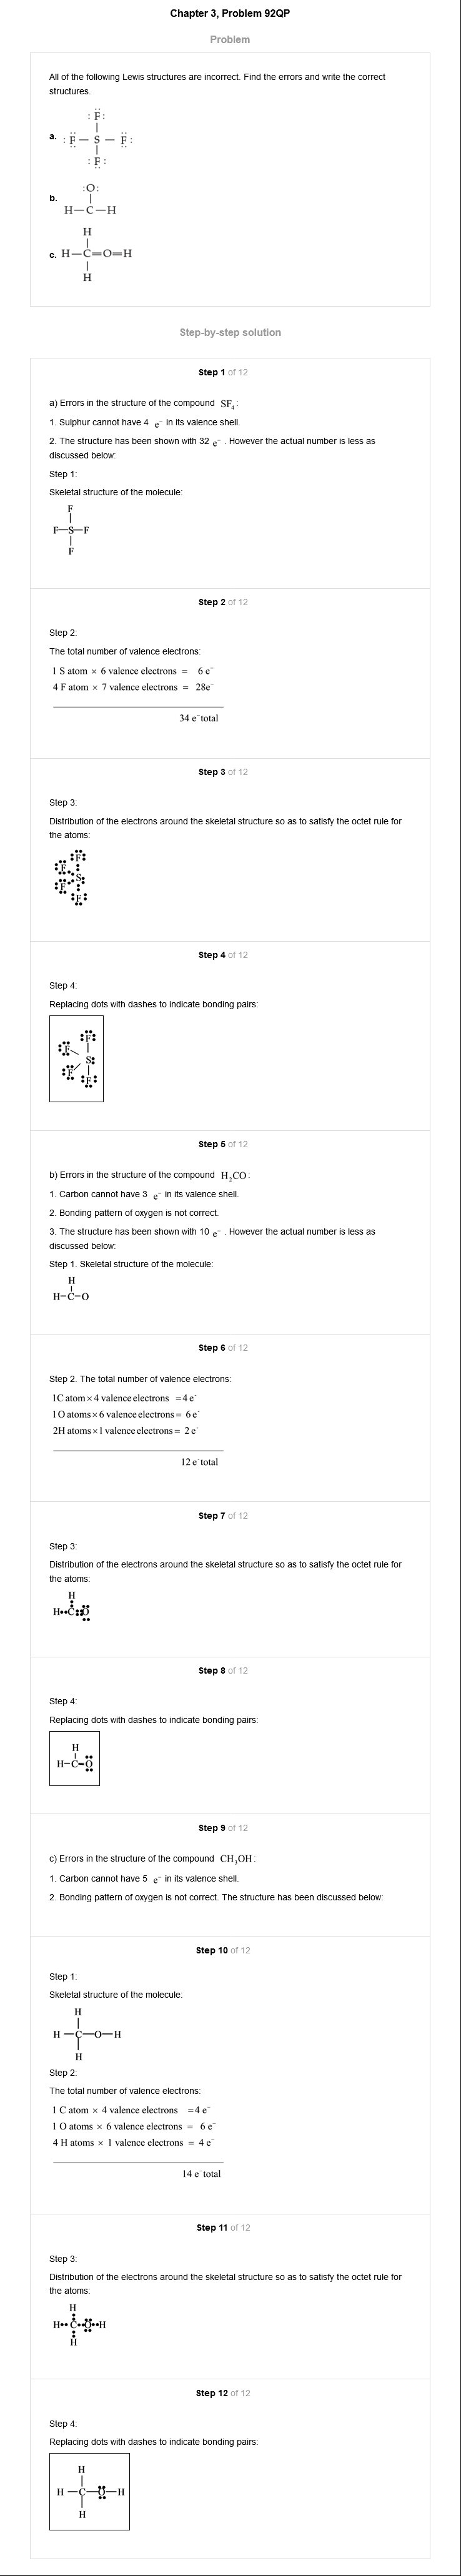 Chapter 3, Problem 92QP
Problem
All of the following Lewis structures are incorrect. Find the errors and write the correct
structures.
:F:
a. :F—S—F:
:F:
:O:
b.
H—C—H
H
c. H—C=O=H
H
Step-by-step solution
Step 1 of 12
a) Errors in the structure of the compound SF₄:
1. Sulphur cannot have 4 e⁻ in its valence shell.
2. The structure has been shown with 32 e⁻ . However the actual number is less as
discussed below:
Step 1:
Skeletal structure of the molecule:
F
F—S—F
F
Step 2 of 12
Step 2:
The total number of valence electrons:
1 S atom × 6 valence electrons = 6 e⁻
4 F atom × 7 valence electrons = 28e⁻
34 e⁻total
Step 3 of 12
Step 3:
Distribution of the electrons around the skeletal structure so as to satisfy the octet rule for
the atoms:
F
F
S
F
F
Step 4 of 12
Step 4:
Replacing dots with dashes to indicate bonding pairs:
F
F
S:
F
F
Step 5 of 12
b) Errors in the structure of the compound H₂CO:
1. Carbon cannot have 3 e⁻ in its valence shell.
2. Bonding pattern of oxygen is not correct.
3. The structure has been shown with 10 e⁻ . However the actual number is less as
discussed below:
Step 1. Skeletal structure of the molecule:
H
H—C—O
Step 6 of 12
Step 2. The total number of valence electrons:
1C atom × 4 valence electrons = 4 e⁻
1O atoms × 6 valence electrons = 6 e⁻
2H atoms × 1 valence electrons = 2 e⁻
12 e⁻total
Step 7 of 12
Step 3:
Distribution of the electrons around the skeletal structure so as to satisfy the octet rule for
the atoms:
H
H••C::O
Step 8 of 12
Step 4:
Replacing dots with dashes to indicate bonding pairs:
H
H—C=O
Step 9 of 12
c) Errors in the structure of the compound CH₃OH:
1. Carbon cannot have 5 e⁻ in its valence shell.
2. Bonding pattern of oxygen is not correct. The structure has been discussed below:
Step 10 of 12
Step 1:
Skeletal structure of the molecule:
H
H—C—O—H
H
Step 2:
The total number of valence electrons:
1 C atom × 4 valence electrons = 4 e⁻
1 O atoms × 6 valence electrons = 6 e⁻
4 H atoms × 1 valence electrons = 4 e⁻
14 e⁻total
Step 11 of 12
Step 3:
Distribution of the electrons around the skeletal structure so as to satisfy the octet rule for
the atoms:
H
H••C••O••H
H
Step 12 of 12
Step 4:
Replacing dots with dashes to indicate bonding pairs:
H
H—C—O—H
H